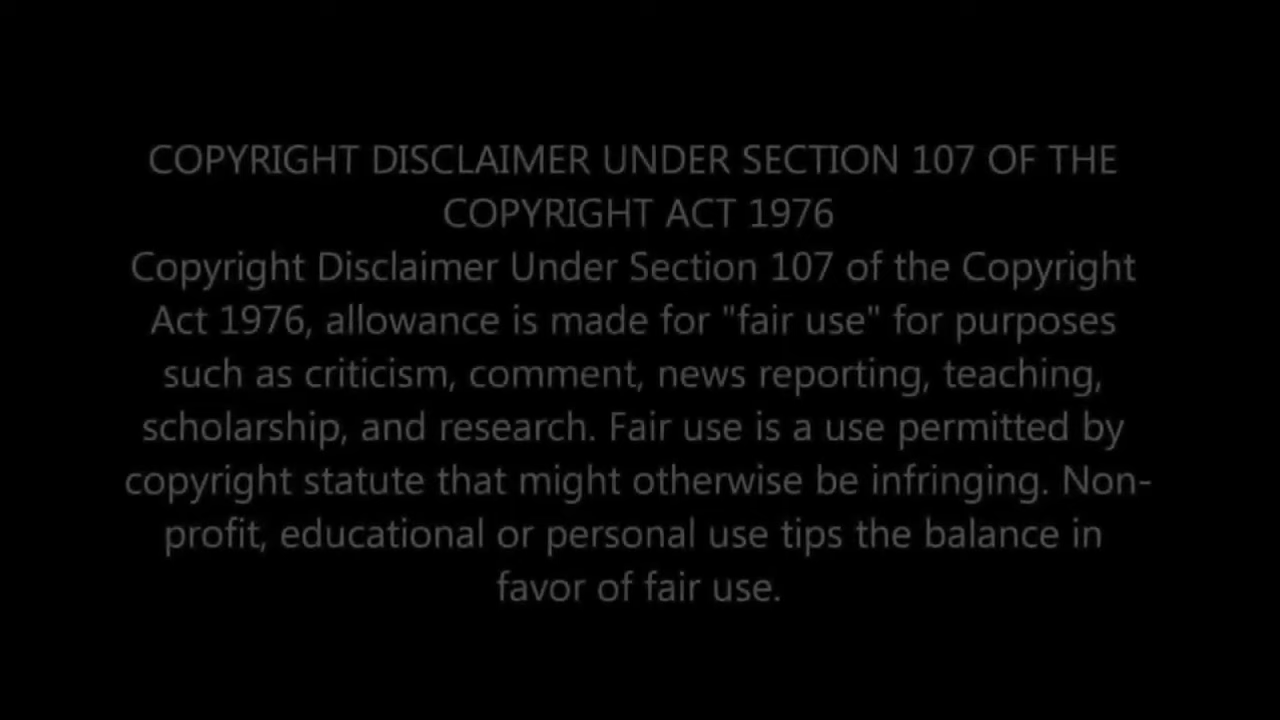 COPYRIGHT DISCLAIMER UNDER SECTION 107 OF THE
COPYRIGHT ACT 1976
Copyright Disclaimer Under Section 107 of the Copyright
Act 1976, allowance is made for "fair use" for purposes
such as criticism, comment, news reporting, teaching,
scholarship, and research. Fair use is a use permitted by
copyright statute that might otherwise be infringing. Non-
profit, educational or personal use tips the balance in
favor of fair use.